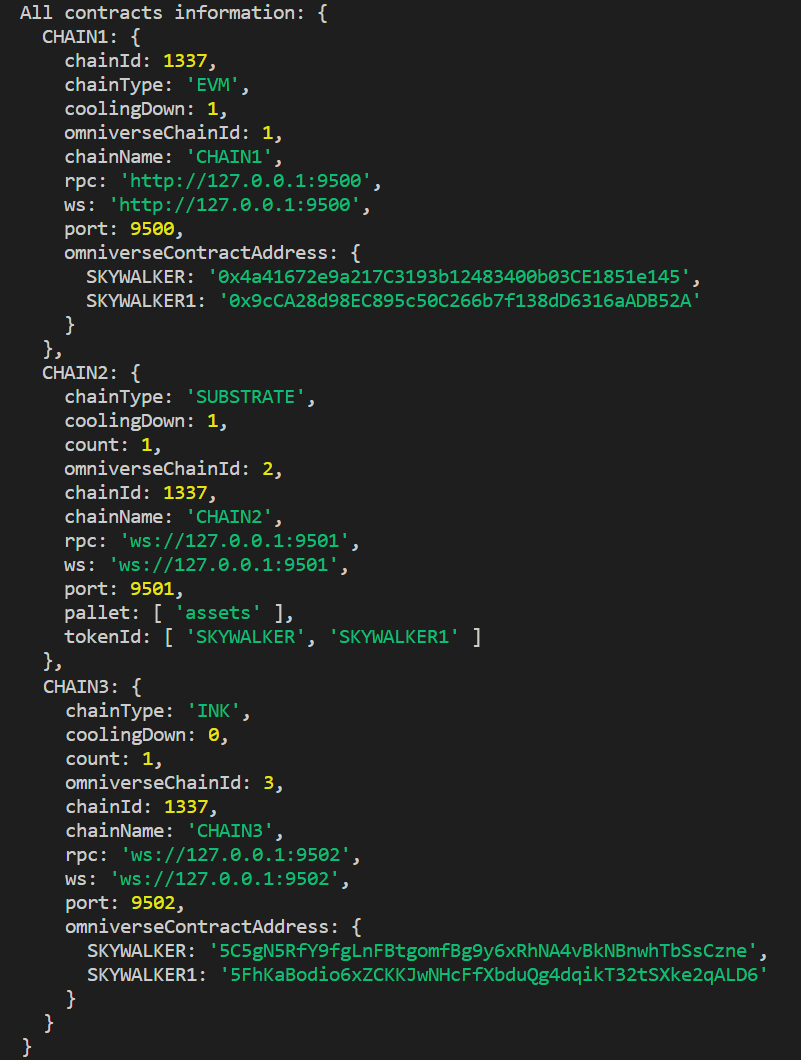 All contracts information: {
  CHAIN1: {
    chainId: 1337,
    chainType: 'EVM',
    coolingDown: 1,
    omniverseChainId: 1,
    chainName: 'CHAIN1',
    rpc: 'http://127.0.0.1:9500',
    ws: 'http://127.0.0.1:9500',
    port: 9500,
    omniverseContractAddress: {
      SKYWALKER: '0x4a41672e9a217C3193b12483400b03CE1851e145',
      SKYWALKER1: '0x9cCA28d98EC895c50C266b7f138dD6316aADB52A'
    }
  },
  CHAIN2: {
    chainType: 'SUBSTRATE',
    coolingDown: 1,
    count: 1,
    omniverseChainId: 2,
    chainId: 1337,
    chainName: 'CHAIN2',
    rpc: 'ws://127.0.0.1:9501',
    ws: 'ws://127.0.0.1:9501',
    port: 9501,
    pallet: [ 'assets' ],
    tokenId: [ 'SKYWALKER', 'SKYWALKER1' ]
  },
  CHAIN3: {
    chainType: 'INK',
    coolingDown: 0,
    count: 1,
    omniverseChainId: 3,
    chainId: 1337,
    chainName: 'CHAIN3',
    rpc: 'ws://127.0.0.1:9502',
    ws: 'ws://127.0.0.1:9502',
    port: 9502,
    omniverseContractAddress: {
      SKYWALKER: '5C5gN5RfY9fgLnFBtgomfBg9y6xRhNA4vBkNBnwhTbSsCzne',
      SKYWALKER1: '5FhKaBodio6xZCKKJwNHcFfXbduQg4dqikT32tSXke2qALD6'
    }
  }
}